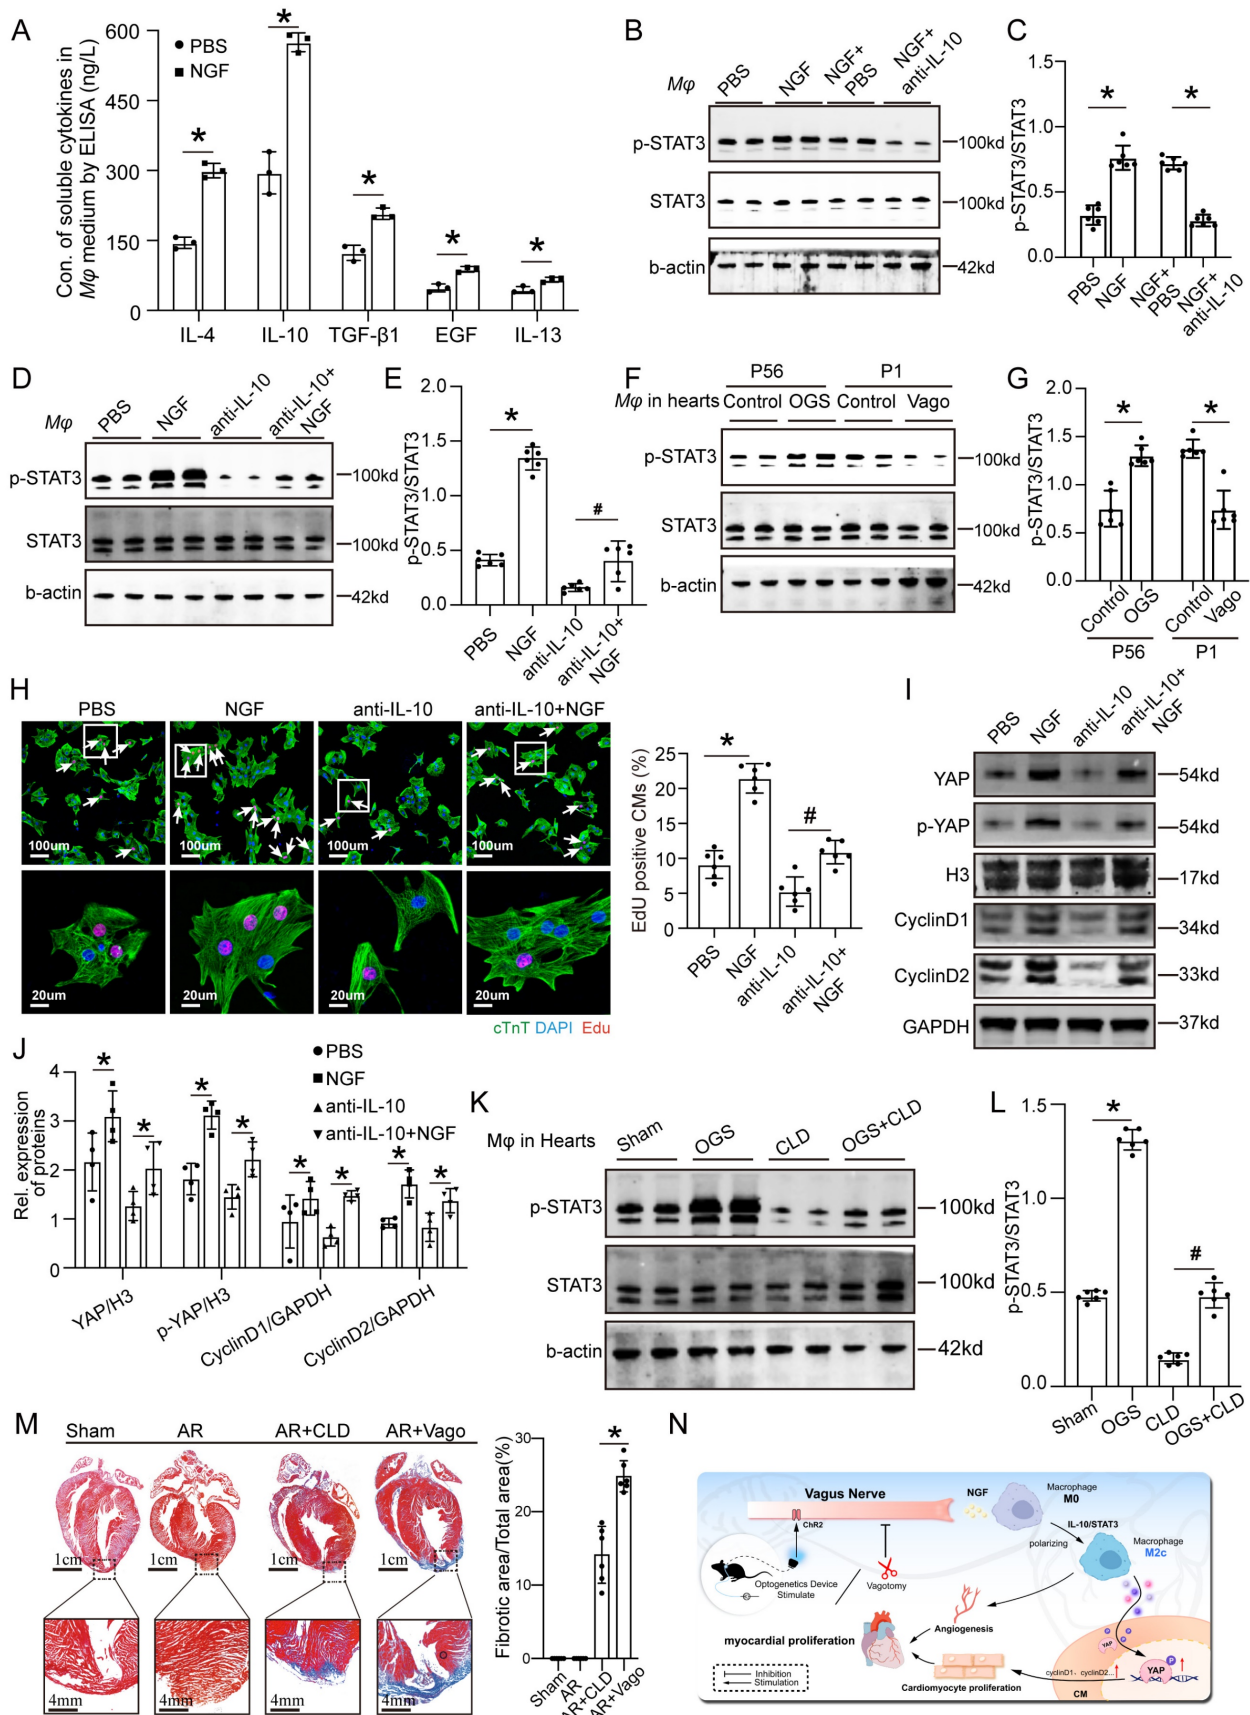 A
Con. of soluble cytokines in
Mφ medium by ELISA (ng/L)
600
450
300
150
0
PBS
NGF
*
*
*
*
*
IL-4 IL-10 TGF-β1 EGF IL-13
B
Mφ PBS NGF NGF+ PBS NGF+ anti-IL-10
p-STAT3 100kd
STAT3 100kd
b-actin 42kd
C
p-STAT3/STAT3
1.5
1.0
0.5
0.0
* *
PBS NGF NGF+ PBS NGF+ anti-IL-10
D
Mφ PBS NGF anti-IL-10 anti-IL-10+ NGF
p-STAT3 100kd
STAT3 100kd
b-actin 42kd
E
p-STAT3/STAT3
2.0
1.5
1.0
0.5
0.0
* #
PBS NGF anti-IL-10 anti-IL-10+ NGF
F
P56 P1
Mφ in hearts Control OGS Control Vago
p-STAT3 100kd
STAT3 100kd
b-actin 42kd
G
p-STAT3/STAT3
2.0
1.5
1.0
0.5
0.0
* *
Control OGS Control Vago
P56 P1
H
PBS NGF anti-IL-10 anti-IL-10+NGF
100um 100um 100um 100um
20um 20um 20um 20um
cTnT DAPI Edu
EdU positive CMs (%)
25
20
15
10
5
0
* #
PBS NGF anti-IL-10 anti-IL-10+ NGF
I
PBS NGF anti-IL-10 anti-IL-10+ NGF
YAP 54kd
p-YAP 54kd
H3 17kd
CyclinD1 34kd
CyclinD2 33kd
GAPDH 37kd
J
Rel. expression
of proteins
4
3
2
1
0
PBS
NGF
anti-IL-10
anti-IL-10+NGF
* * * * * * * *
YAP/H3 p-YAP/H3 CyclinD1/GAPDH CyclinD2/GAPDH
K
Mφ in Hearts Sham OGS CLD OGS+CLD
p-STAT3 100kd
STAT3 100kd
b-actin 42kd
L
p-STAT3/STAT3
1.5
1.0
0.5
0.0
* #
Sham OGS CLD OGS+CLD
M
Sham AR AR+CLD AR+Vago
1cm 1cm 1cm 1cm
4mm 4mm 4mm 4mm
Fibrotic area/Total area(%)
30
20
10
0
*
Sham AR AR+CLD AR+Vago
N
Vagus Nerve
ChR2
NGF
Macrophage
M0
IL-10/STAT3
polarizing
Macrophage
M2c
Optogenetics Device
Stimulate
Vagotomy
Angiogenesis
myocardial proliferation
Inhibition
Stimulation
Cardiomyocyte proliferation
cyclinD1、cyclinD2...
YAP
P P P
P
YAP
CM